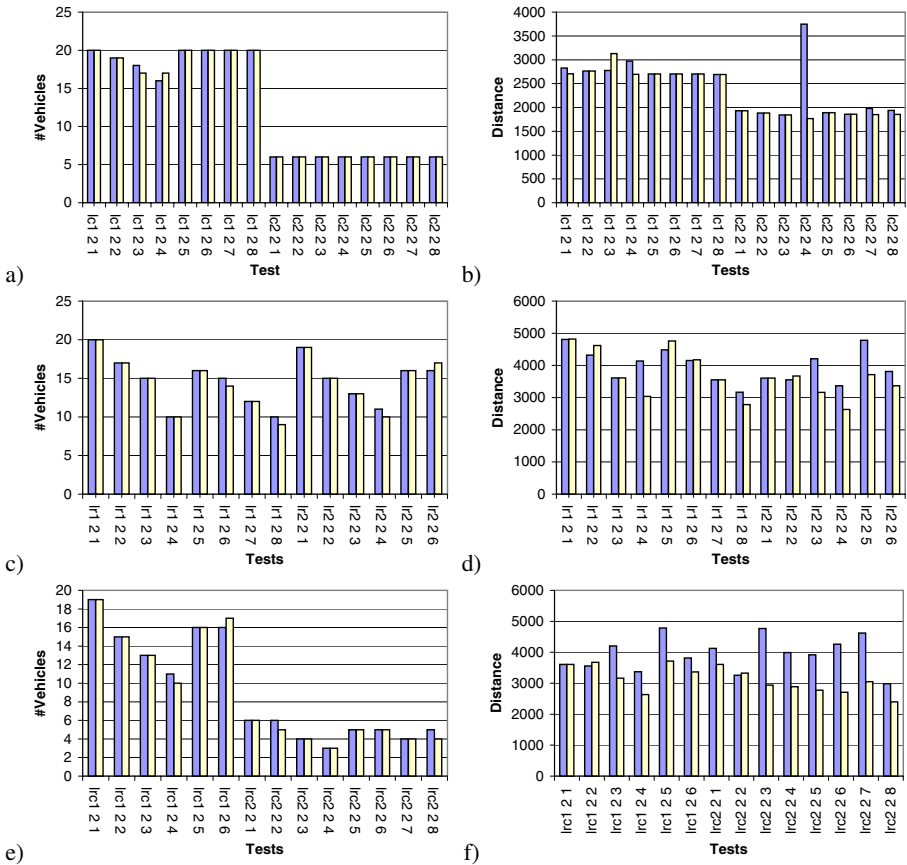 25
20
15
10
5
0
#Vehicles
lc1 2 1
lc1 2 2
lc1 2 3
lc1 2 4
lc1 2 5
lc1 2 6
lc1 2 7
lc1 2 8
lc2 2 1
lc2 2 2
lc2 2 3
lc2 2 4
lc2 2 5
lc2 2 6
lc2 2 7
lc2 2 8
Test
a)
4000
3500
3000
2500
2000
1500
1000
500
0
Distance
lc1 2 1
lc1 2 2
lc1 2 3
lc1 2 4
lc1 2 5
lc1 2 6
lc1 2 7
lc1 2 8
lc2 2 1
lc2 2 2
lc2 2 3
lc2 2 4
lc2 2 5
lc2 2 6
lc2 2 7
lc2 2 8
Tests
b)
25
20
15
10
5
0
#Vehicles
lr1 2 1
lr1 2 2
lr1 2 3
lr1 2 4
lr1 2 5
lr1 2 6
lr1 2 7
lr1 2 8
lr2 2 1
lr2 2 2
lr2 2 3
lr2 2 4
lr2 2 5
lr2 2 6
Tests
c)
6000
5000
4000
3000
2000
1000
0
Distance
lr1 2 1
lr1 2 2
lr1 2 3
lr1 2 4
lr1 2 5
lr1 2 6
lr1 2 7
lr1 2 8
lr2 2 1
lr2 2 2
lr2 2 3
lr2 2 4
lr2 2 5
lr2 2 6
Tests
d)
20
18
16
14
12
10
8
6
4
2
0
#Vehicles
lrc1 2 1
lrc1 2 2
lrc1 2 3
lrc1 2 4
lrc1 2 5
lrc1 2 6
lrc2 2 1
lrc2 2 2
lrc2 2 3
lrc2 2 4
lrc2 2 5
lrc2 2 6
lrc2 2 7
lrc2 2 8
Tests
e)
6000
5000
4000
3000
2000
1000
0
Distance
lrc1 2 1
lrc1 2 2
lrc1 2 3
lrc1 2 4
lrc1 2 5
lrc1 2 6
lrc2 2 1
lrc2 2 2
lrc2 2 3
lrc2 2 4
lrc2 2 5
lrc2 2 6
lrc2 2 7
lrc2 2 8
Tests
f)